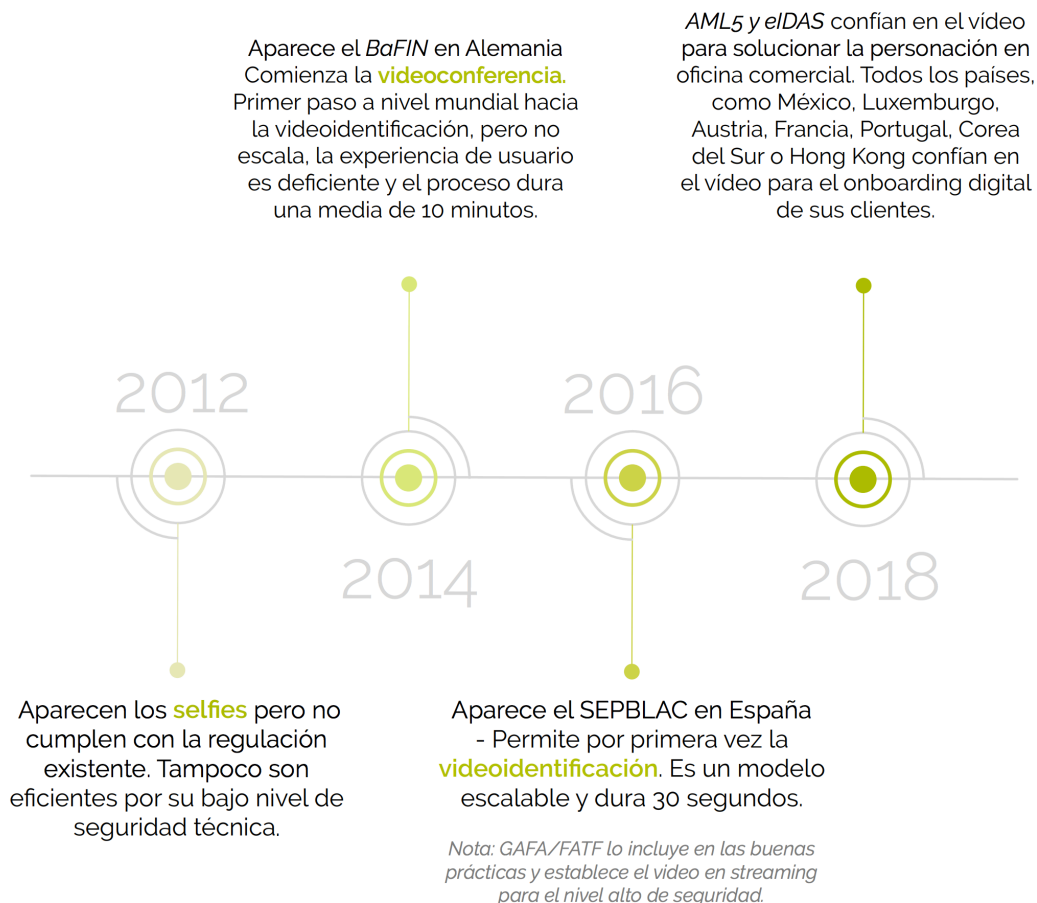 Aparece el BaFIN en Alemania
Comienza la videoconferencia.
Primer paso a nivel mundial hacia
la videoidentificación, pero no
escala, la experiencia de usuario
es deficiente y el proceso dura
una media de 10 minutos.
AML5 y eIDAS confían en el vídeo
para solucionar la personación en
oficina comercial. Todos los países,
como México, Luxemburgo,
Austria, Francia, Portugal, Corea
del Sur o Hong Kong confían en
el vídeo para el onboarding digital
de sus clientes.
2012
2016
2014
2018
Aparecen los selfies pero no
cumplen con la regulación
existente. Tampoco son
eficientes por su bajo nivel de
seguridad técnica.
Aparece el SEPBLAC en España
- Permite por primera vez la
videoidentificación. Es un modelo
escalable y dura 30 segundos.
Nota: GAFA/FATF lo incluye en las buenas
prácticas y establece el video en streaming
para el nivel alto de seguridad.